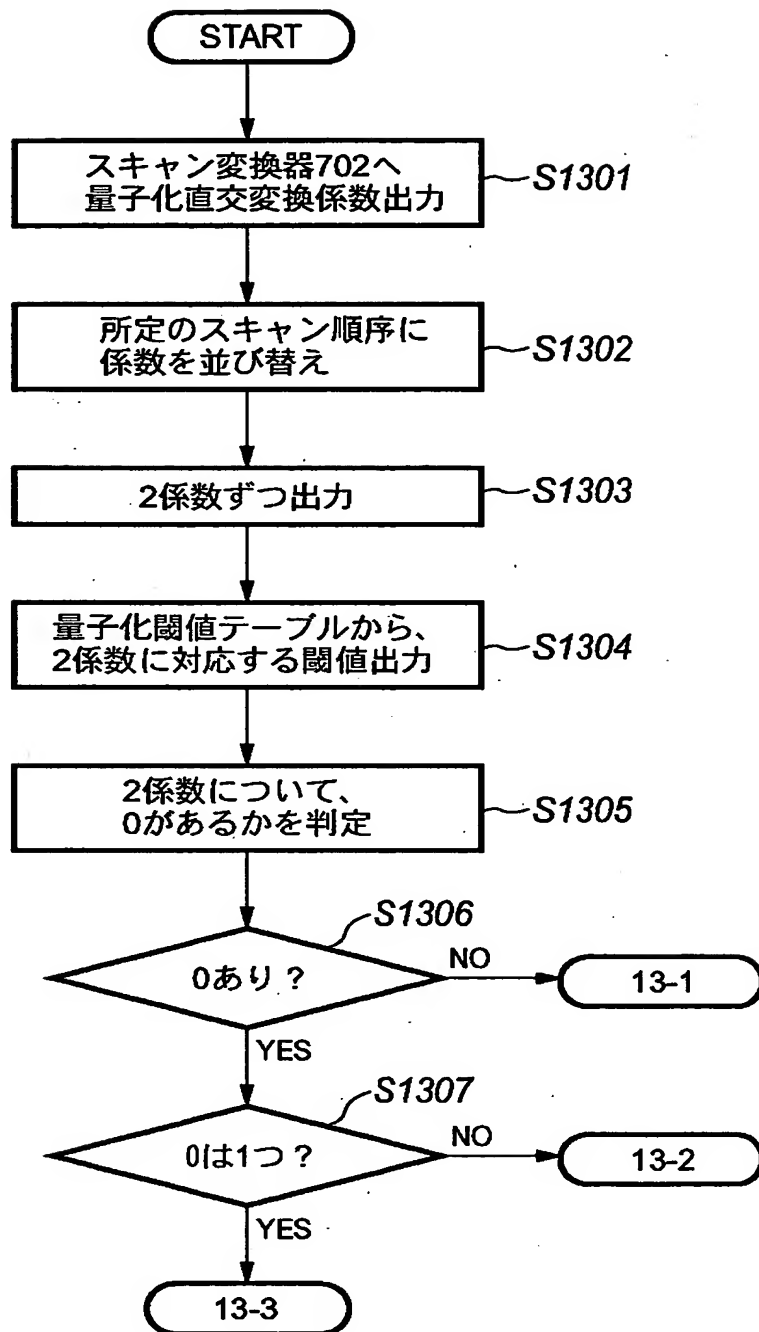 START
スキャン変換器702へ
量子化直交変換係数出力
S1301
所定のスキャン順序に
係数を並び替え
S1302
2係数ずつ出力
S1303
量子化閾値テーブルから、
2係数に対応する閾値出力
S1304
2係数について、
0があるかを判定
S1305
S1306
0あり？
NO
13-1
YES
S1307
0は1つ？
NO
13-2
YES
13-3